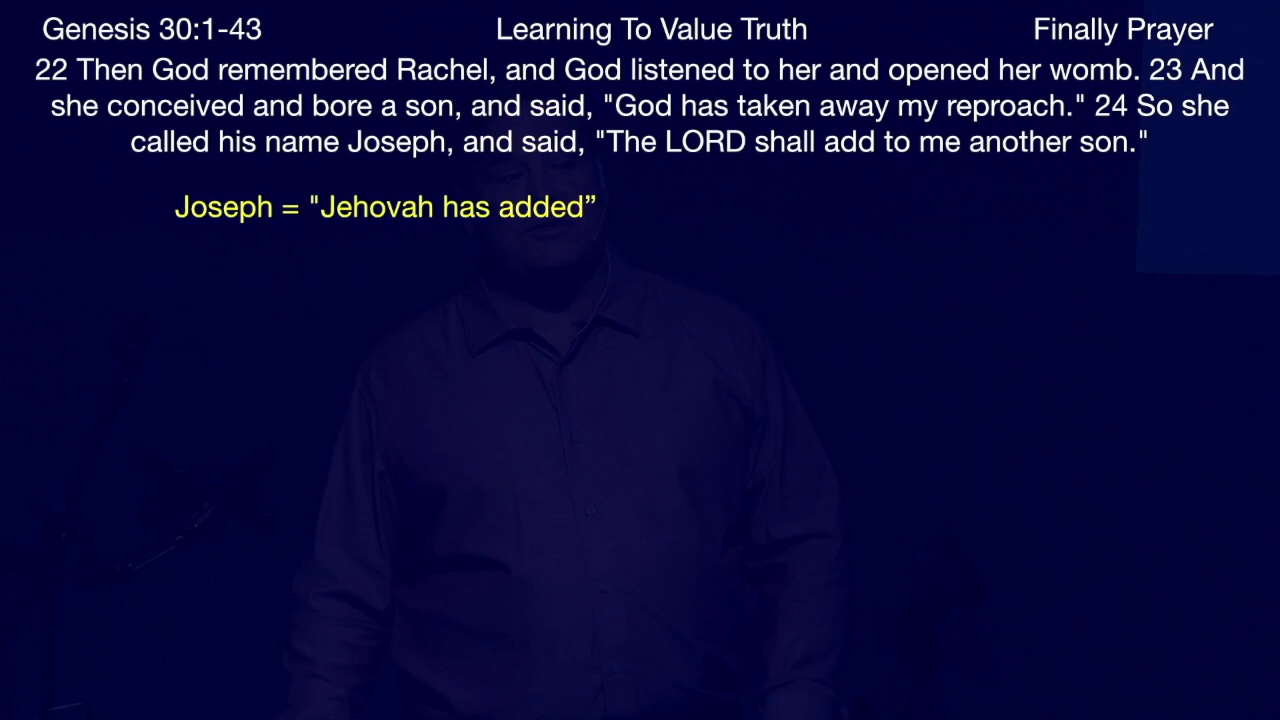 Genesis 30:1-43 Learning To Value Truth Finally Prayer
22 Then God remembered Rachel, and God listened to her and opened her womb. 23 And
she conceived and bore a son, and said, "God has taken away my reproach." 24 So she
called his name Joseph, and said, "The LORD shall add to me another son."
Joseph = "Jehovah has added”